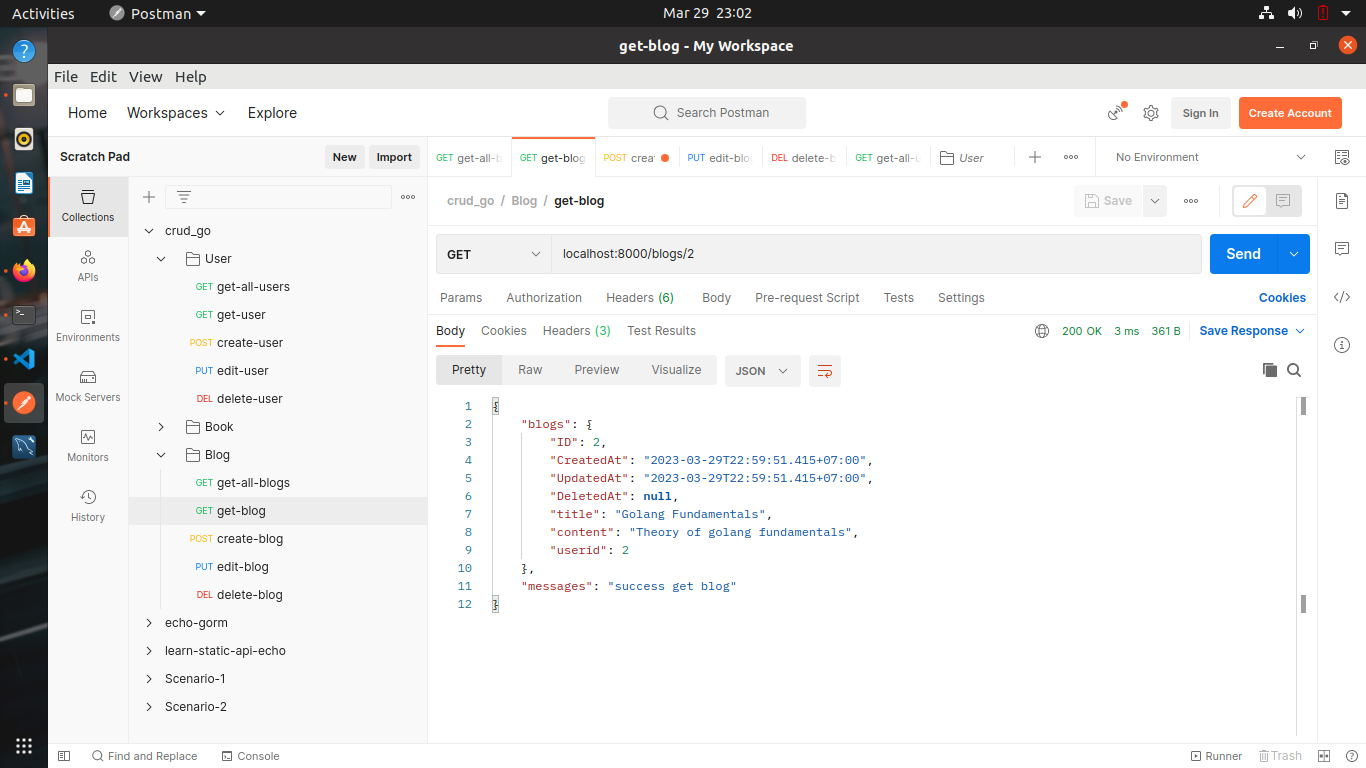 Activities Postman Mar 29 23:02
get-blog - My Workspace
File Edit View Help
Home Workspaces Explore Search Postman Sign In Create Account
Scratch Pad New Import
GET get-all-b GET get-blog POST creat PUT edit-blo DEL delete-b GET get-all-u User No Environment
Collections
APIs
Environments
Mock Servers
Monitors
History
crud_go
User
GET get-all-users
GET get-user
POST create-user
PUT edit-user
DEL delete-user
Book
Blog
GET get-all-blogs
GET get-blog
POST create-blog
PUT edit-blog
DEL delete-blog
echo-gorm
learn-static-api-echo
Scenario-1
Scenario-2
crud_go / Blog / get-blog Save
GET localhost:8000/blogs/2 Send
Params Authorization Headers (6) Body Pre-request Script Tests Settings Cookies
Body Cookies Headers (3) Test Results 200 OK 3 ms 361 B Save Response
Pretty Raw Preview Visualize JSON
1 {
2 "blogs": {
3 "ID": 2,
4 "CreatedAt": "2023-03-29T22:59:51.415+07:00",
5 "UpdatedAt": "2023-03-29T22:59:51.415+07:00",
6 "DeletedAt": null,
7 "title": "Golang Fundamentals",
8 "content": "Theory of golang fundamentals",
9 "userid": 2
10 },
11 "messages": "success get blog"
12 }
Find and Replace Console Runner Trash